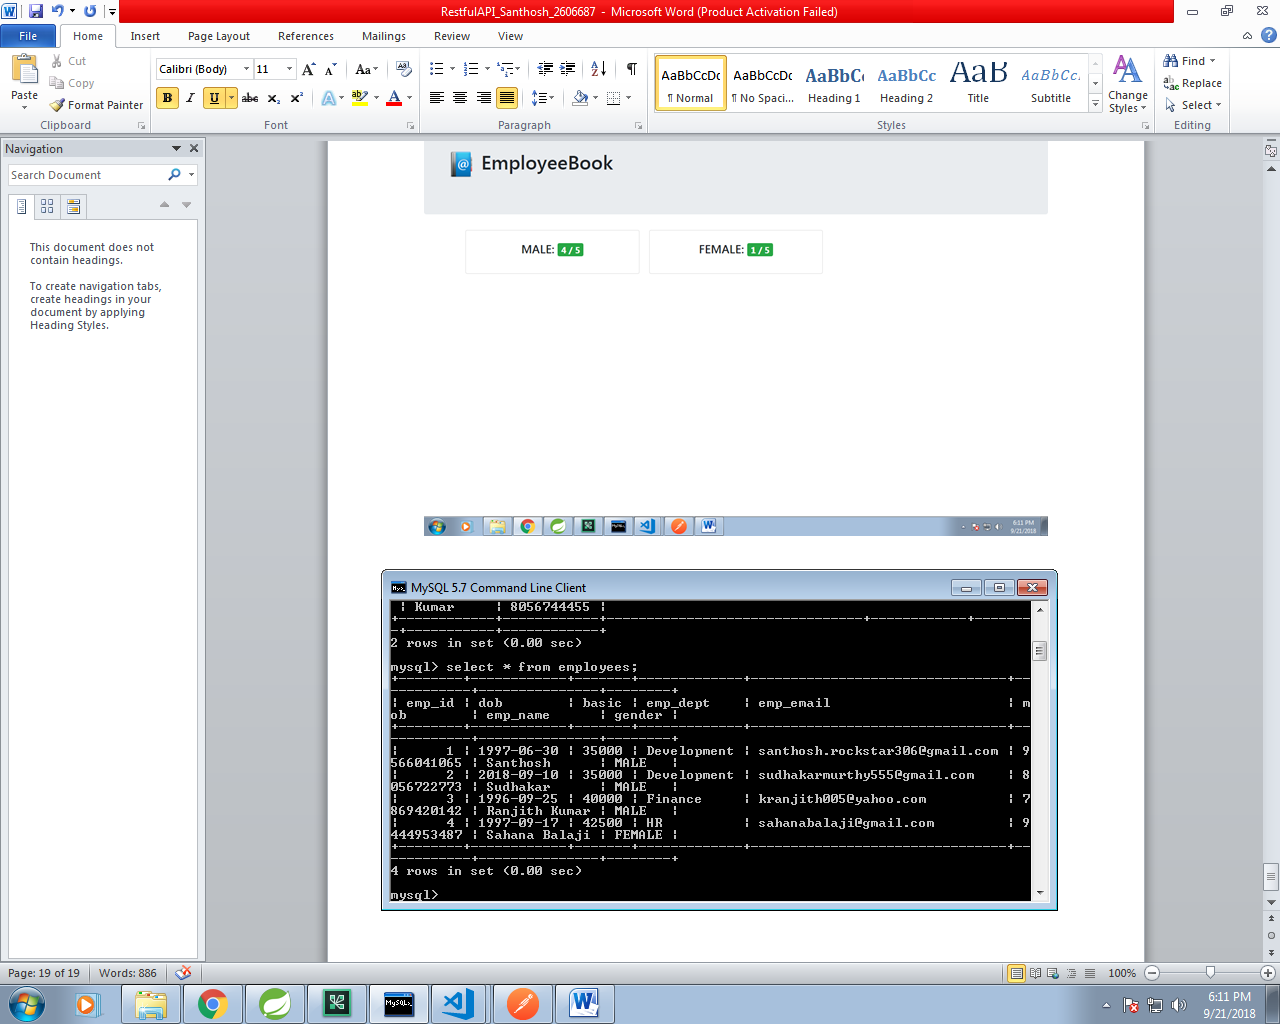 RestfulAPI_Santhosh_2606687 - Microsoft Word (Product Activation Failed)
File Home Insert Page Layout References Mailings Review View
Paste
Cut
Copy
Format Painter
Clipboard
Calibri (Body) 11
Font
Paragraph
AaBbCcDc AaBbCcDc AaBbCc AaBbCc AaB AaBbCc.
¶ Normal ¶ No Spaci... Heading 1 Heading 2 Title Subtitle
Change Styles
Styles
Find
Replace
Select
Editing
Navigation
Search Document
This document does not
contain headings.
To create navigation tabs,
create headings in your
document by applying
Heading Styles.
EmployeeBook
MALE: 4 / 5 FEMALE: 1 / 5
6:11 PM
9/21/2018
MySQL 5.7 Command Line Client
¦ Kumar ¦ 8056744455 ¦
2 rows in set (0.00 sec)
mysql> select * from employees;
¦ emp_id ¦ dob ¦ basic ¦ emp_dept ¦ emp_email ¦ m
ob ¦ emp_name ¦ gender ¦
¦ 1 ¦ 1997-06-30 ¦ 35000 ¦ Development ¦ santhosh.rockstar306@gmail.com ¦ 9
566041065 ¦ Santhosh ¦ MALE ¦
¦ 2 ¦ 2018-09-10 ¦ 35000 ¦ Development ¦ sudhakarmurthy555@gmail.com ¦ 8
056722773 ¦ Sudhakar ¦ MALE ¦
¦ 3 ¦ 1996-09-25 ¦ 40000 ¦ Finance ¦ kranjith005@yahoo.com ¦ 7
869420142 ¦ Ranjith Kumar ¦ MALE ¦
¦ 4 ¦ 1997-09-17 ¦ 42500 ¦ HR ¦ sahanabalaji@gmail.com ¦ 9
444953487 ¦ Sahana Balaji ¦ FEMALE ¦
4 rows in set (0.00 sec)
mysql>
Page: 19 of 19 Words: 886 100%
6:11 PM
9/21/2018